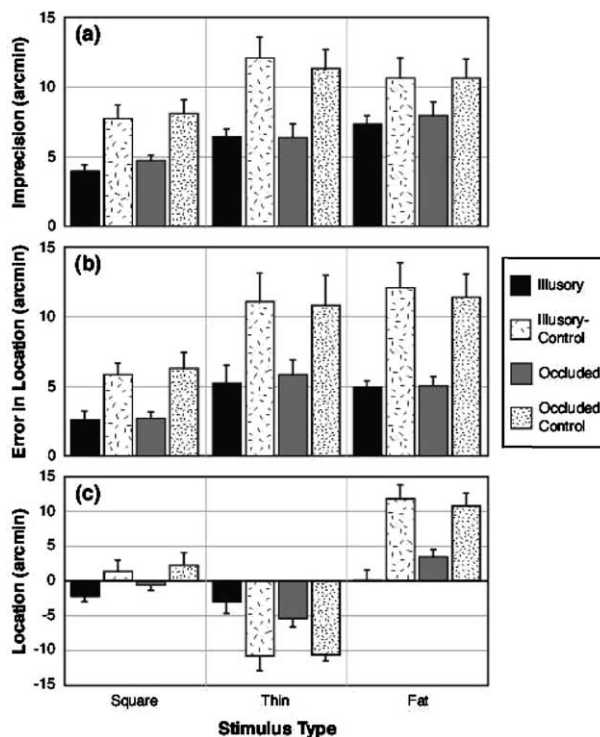 15
(a)
10
5
0
Imprecision (arcmin)
15
(b)
10
5
0
Error in Location (arcmin)
15
(c)
10
5
0
-5
-10
-15
Location (arcmin)
Square Thin Fat
Stimulus Type
Illusory
Illusory-
Control
Occluded
Occluded
Control